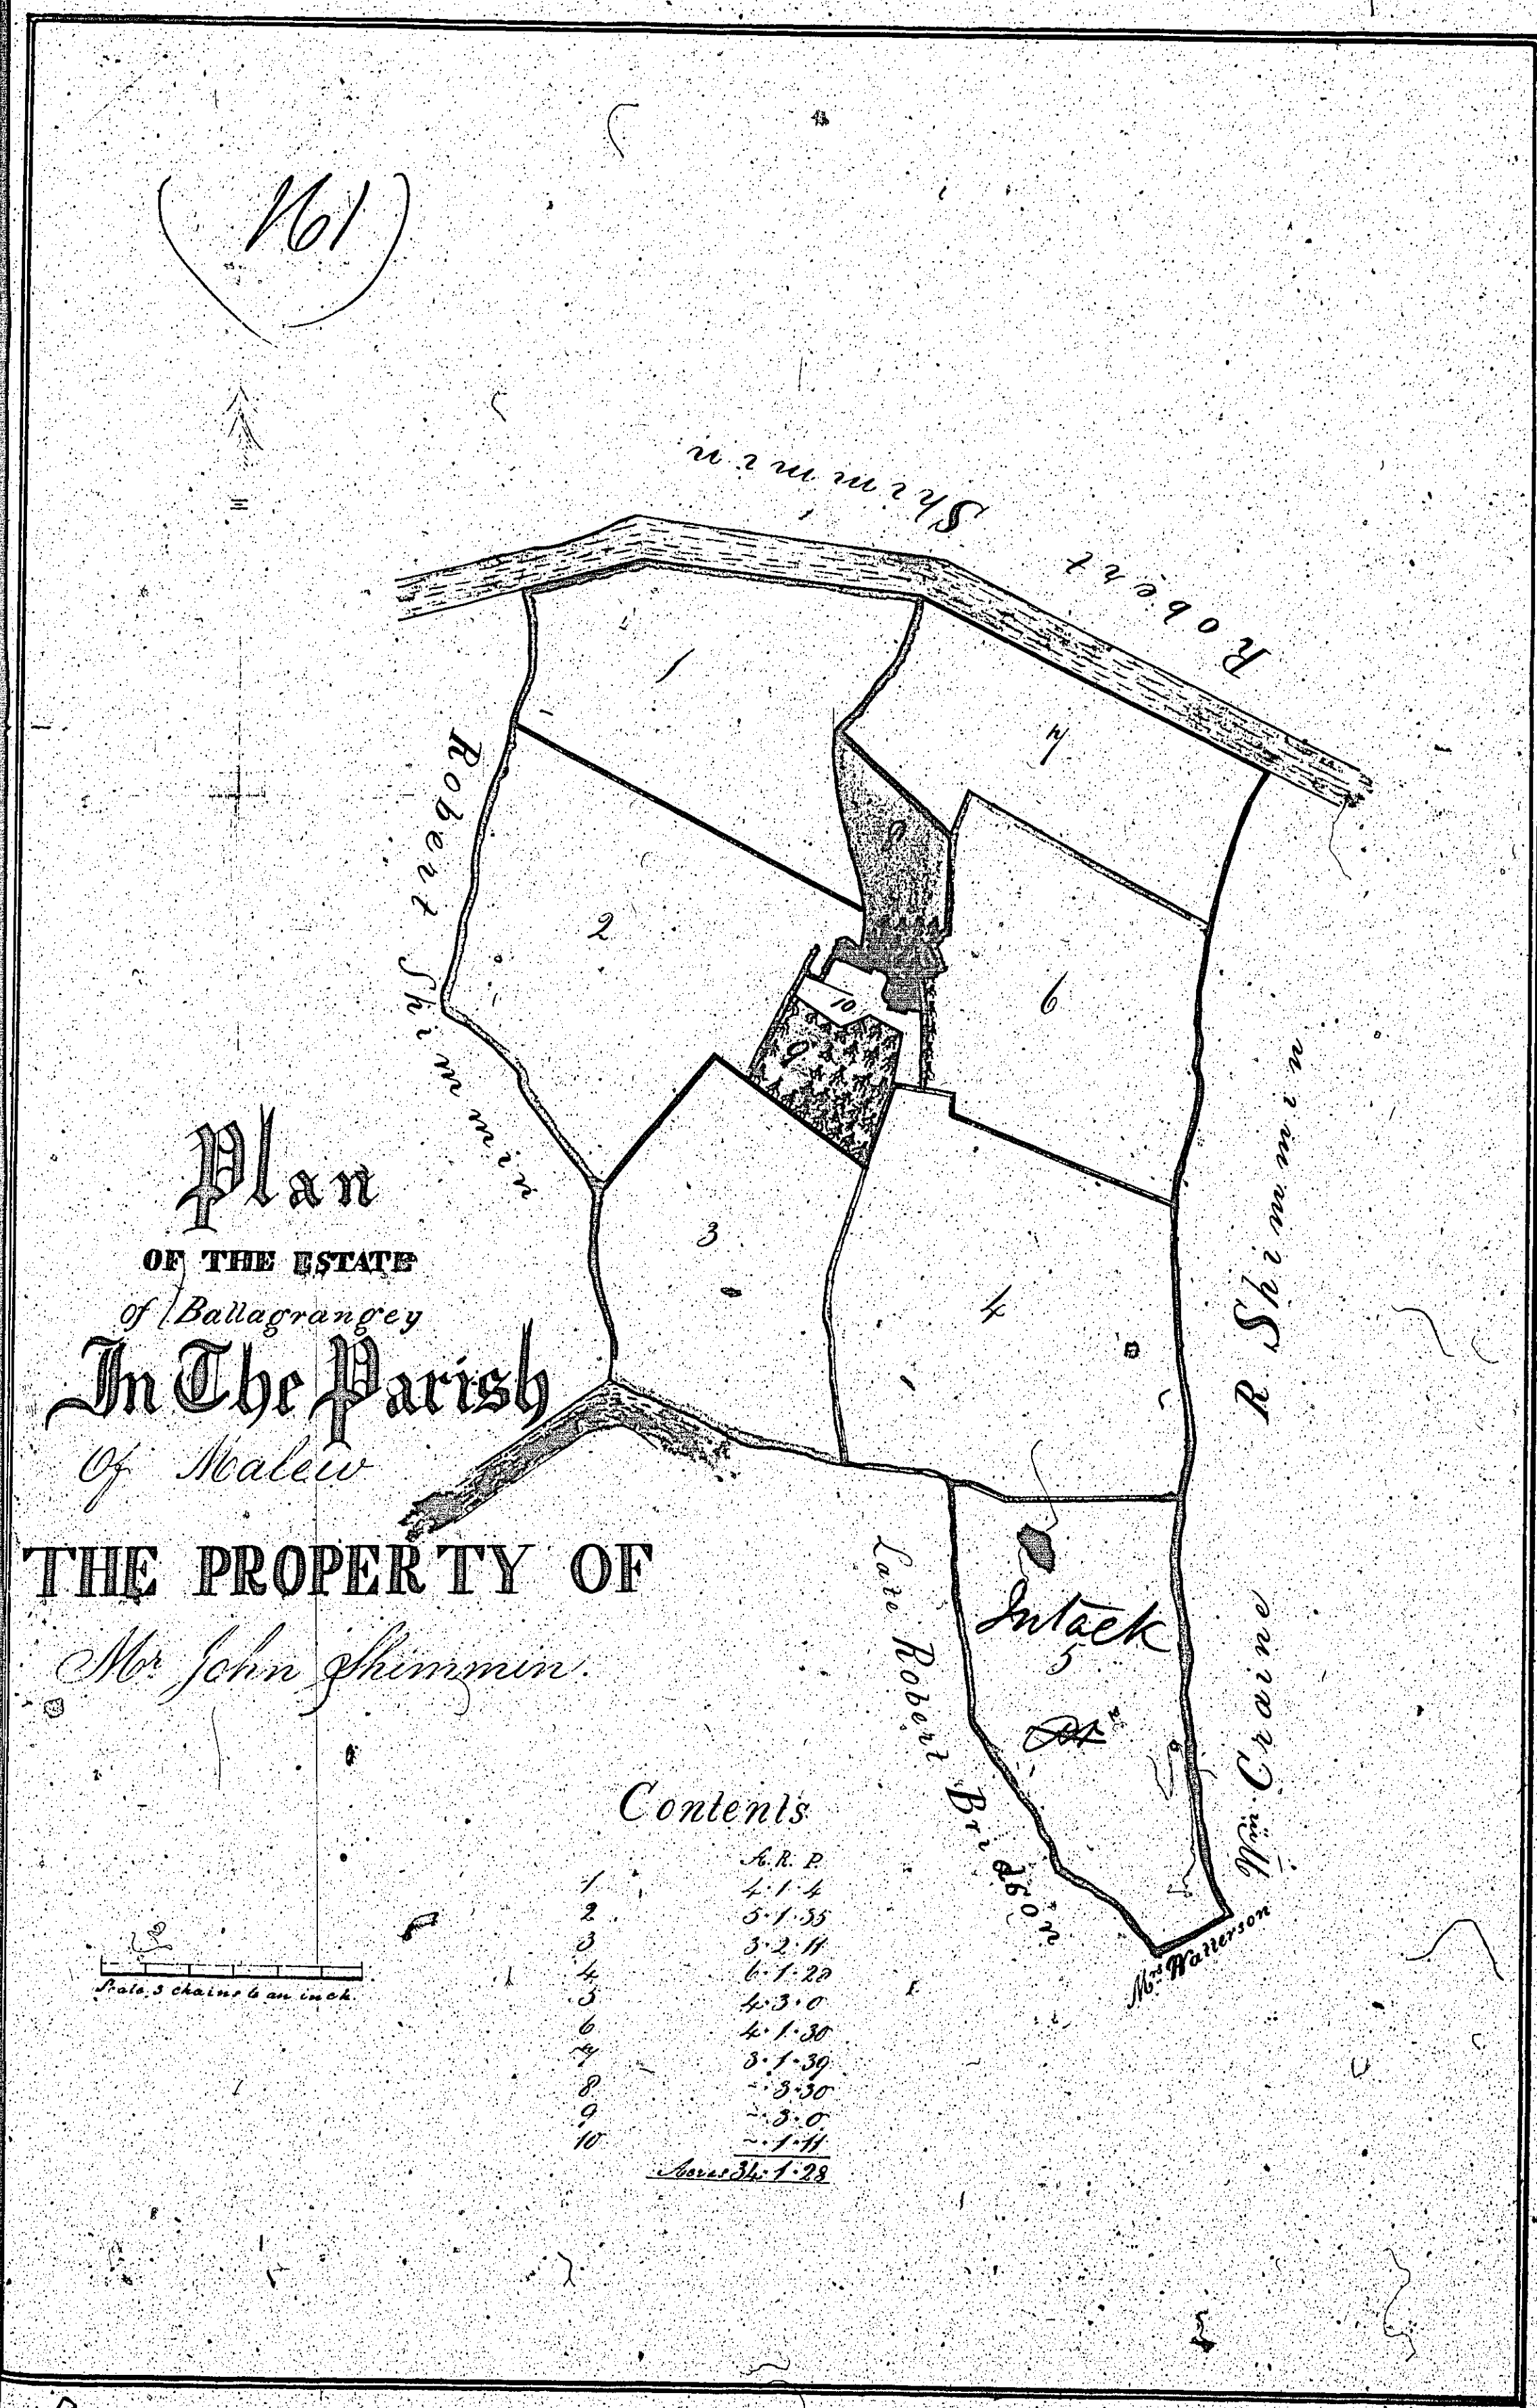 (161)
Robert Shimmin
1
7
Robert Shimmin
8
2
6
10
9
R Shimmin
3
4
Plan
OF THE ESTATE
of Ballagrangey
In The Parish
Of Malew
THE PROPERTY OF
Mr John Shimmin.
Late Robert Bridson
Intack
5
Wm Craine
Mrs Watterson
Contents
A. R. P.
1 4·1·4
2 5·1·35
3 3·2·11
4 6·1·28
5 4·3·0
6 4·1·30
7 3·1·39
8 ~·3·30
9 ~·3·0
10 ~·1·11
Acres 34·1·28
Scale, 3 chains to an inch.